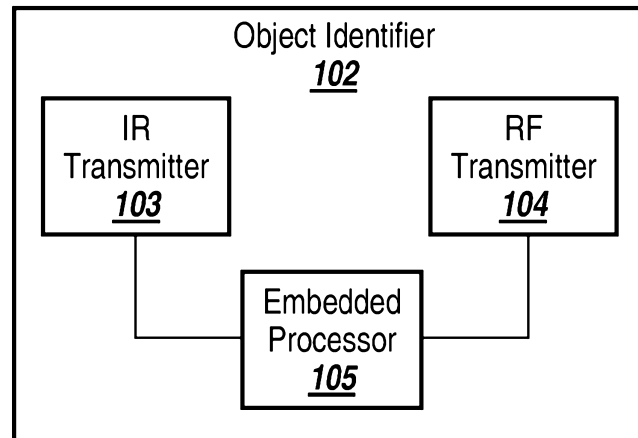 Object Identifier
102
IR
Transmitter
103
RF
Transmitter
104
Embedded
Processor
105